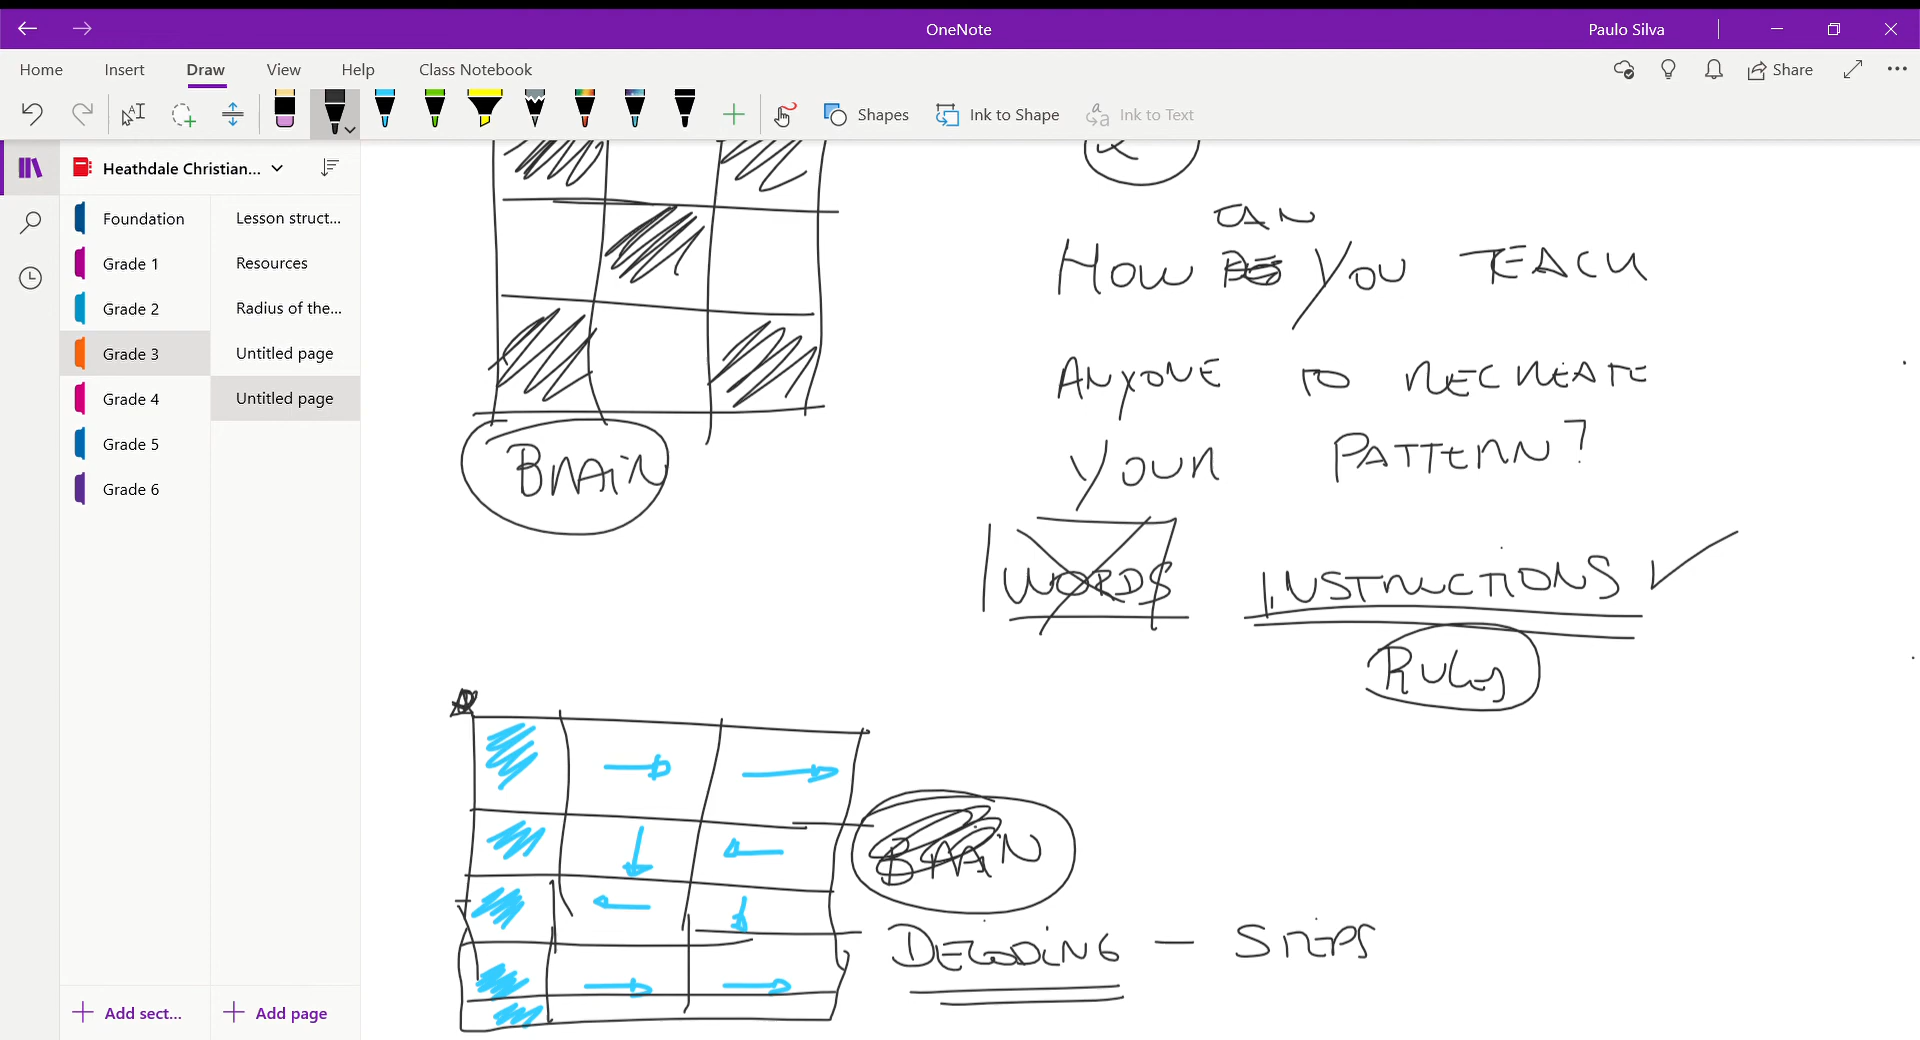 OneNote
Paulo Silva
Home Insert Draw View Help Class Notebook
Share
Shapes
Ink to Shape
Ink to Text
Heathdale Christian...
Foundation
Grade 1
Grade 2
Grade 3
Grade 4
Grade 5
Grade 6
Lesson struct...
Resources
Radius of the...
Untitled page
Untitled page
Add sect...
Add page
BRAIN
CAN
HOW YOU TEACH
ANYONE TO RECREATE
YOUR PATTERN?
WORDS INSTRUCTIONS
RULES
BRAIN
DECODING - STEPS